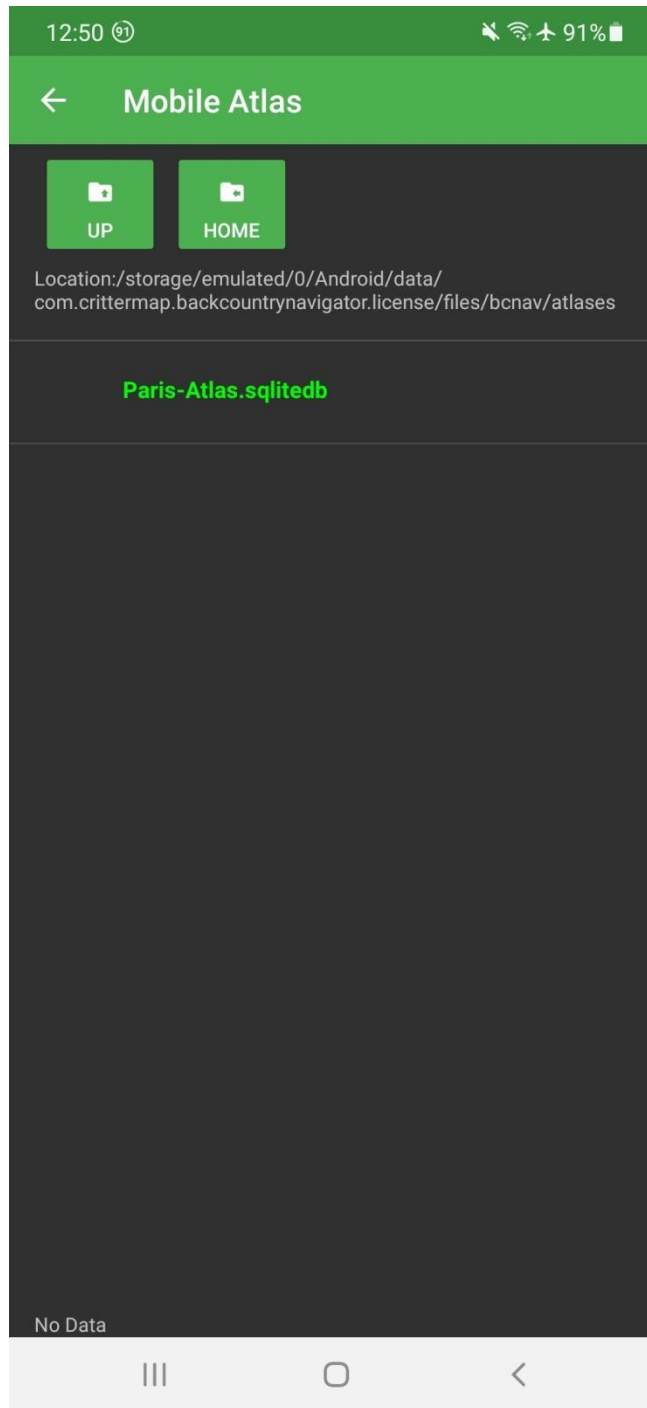 12:50 91 91%
Mobile Atlas
UP HOME
Location:/storage/emulated/0/Android/data/
com.crittermap.backcountrynavigator.license/files/bcnav/atlases
Paris-Atlas.sqlitedb
No Data